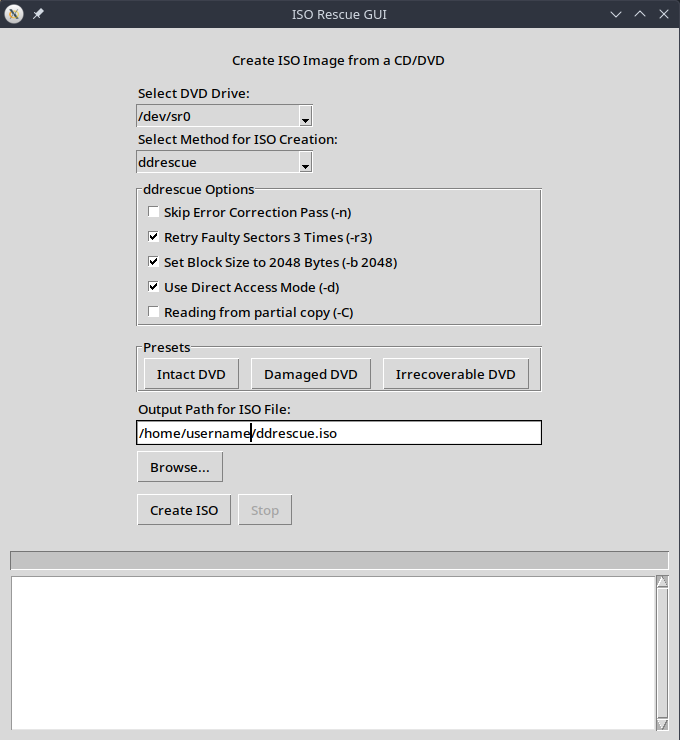 ISO Rescue GUI
Create ISO Image from a CD/DVD
Select DVD Drive:
/dev/sr0
Select Method for ISO Creation:
ddrescue
ddrescue Options
Skip Error Correction Pass (-n)
Retry Faulty Sectors 3 Times (-r3)
Set Block Size to 2048 Bytes (-b 2048)
Use Direct Access Mode (-d)
Reading from partial copy (-C)
Presets
Intact DVD Damaged DVD Irrecoverable DVD
Output Path for ISO File:
/home/username/ddrescue.iso
Browse...
Create ISO Stop